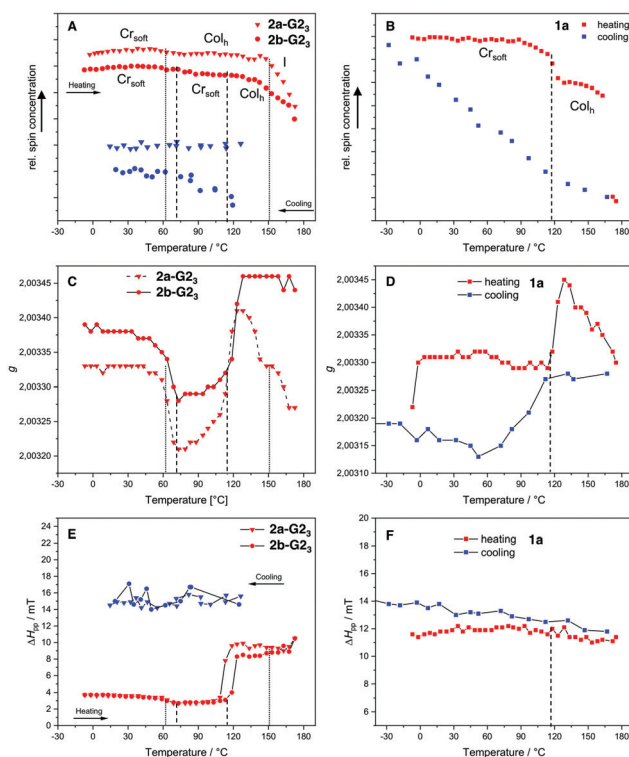 A
2a-G2₃
2b-G2₃
Cr_soft
Col_h
I
Cr_soft
Cr_soft
Col_h
Heating
Cooling
rel. spin concentration
-30 0 30 60 90 120 150 180
Temperature / °C
B
heating
cooling
1a
Cr_soft
Col_h
rel. spin concentration
-30 0 30 60 90 120 150 180
Temperature / °C
C
2a-G2₃
2b-G2₃
g
2,00346
2,00339
2,00333
2,00326
2,00320
-30 0 30 60 90 120 150 180
Temperature [°C]
D
1a
heating
cooling
g
2,00345
2,00340
2,00335
2,00330
2,00325
2,00320
2,00315
2,00310
-30 0 30 60 90 120 150 180
Temperature / °C
E
2a-G2₃
2b-G2₃
Cooling
Heating
ΔH_pp / mT
24
22
20
18
16
14
12
10
8
6
4
2
0
-30 0 30 60 90 120 150 180
Temperature / °C
F
1a
heating
cooling
ΔH_pp / mT
20
18
16
14
12
10
8
6
-30 0 30 60 90 120 150 180
Temperature / °C